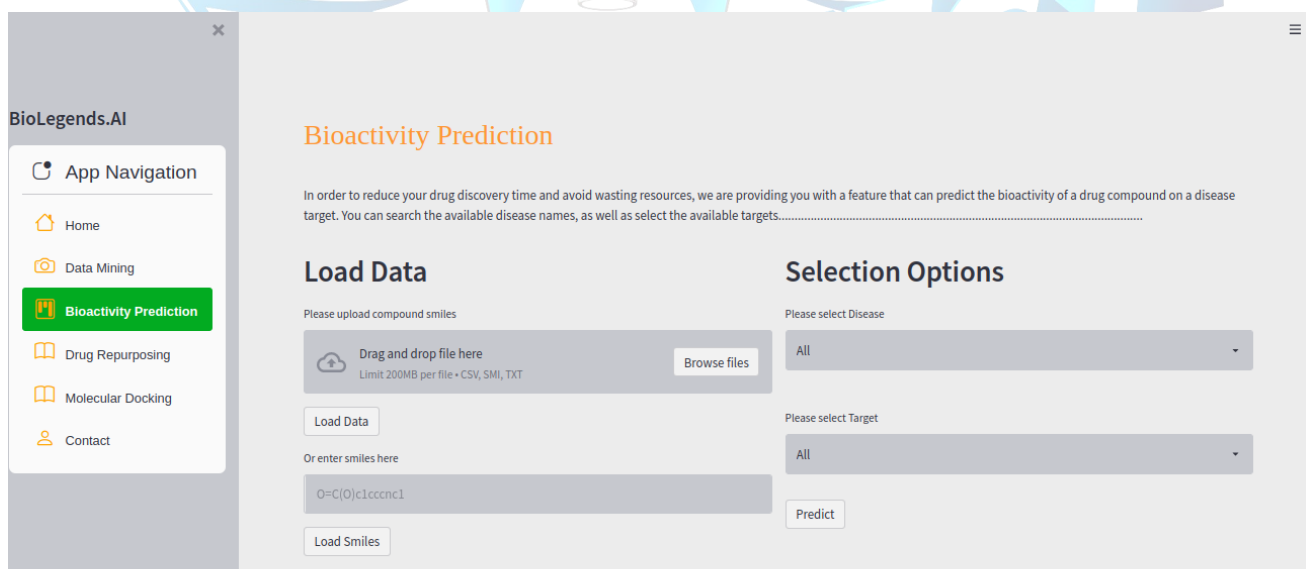 BioLegends.AI
App Navigation
Home
Data Mining
Bioactivity Prediction
Drug Repurposing
Molecular Docking
Contact
Bioactivity Prediction
In order to reduce your drug discovery time and avoid wasting resources, we are providing you with a feature that can predict the bioactivity of a drug compound on a disease
target. You can search the available disease names, as well as select the available targets.............................................................................................................................
Load Data
Please upload compound smiles
Drag and drop file here
Limit 200MB per file • CSV, SMI, TXT
Browse files
Load Data
Or enter smiles here
O=C(O)c1cccnc1
Load Smiles
Selection Options
Please select Disease
All
Please select Target
All
Predict